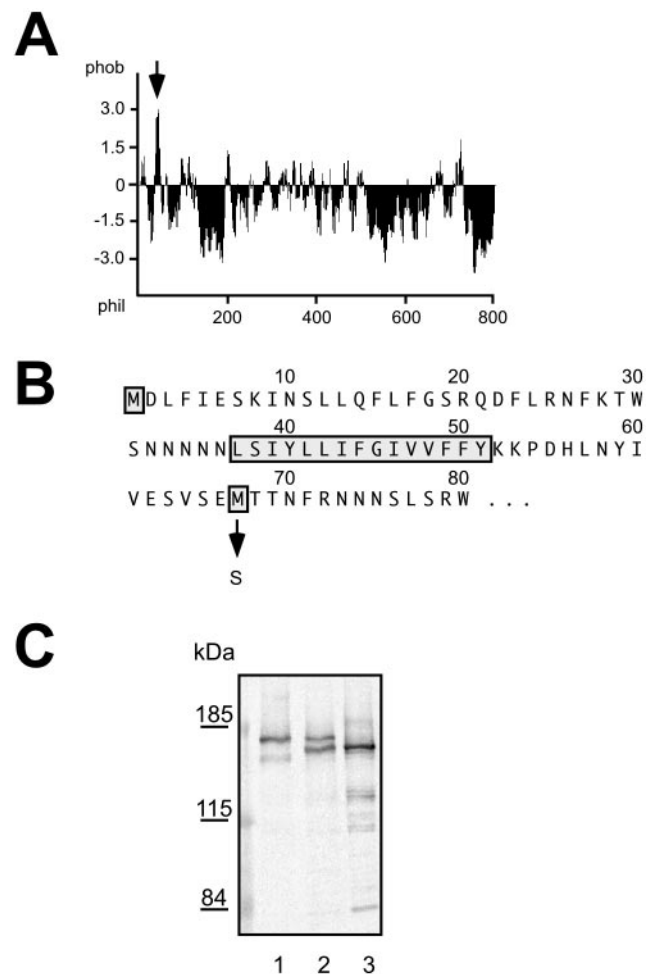 A
phob
3.0
1.5
0
-1.5
-3.0
phil
200 400 600 800
B
10 20 30
M D L F I E S K I N S L L Q F L F G S R Q D F L R N F K T W
40 50 60
S N N N N N L S I Y L L I F G I V V F F Y K K P D H L N Y I
70 80
V E S V S E M T T N F R N N N S L S R W ...
S
C
kDa
185
115
84
1 2 3